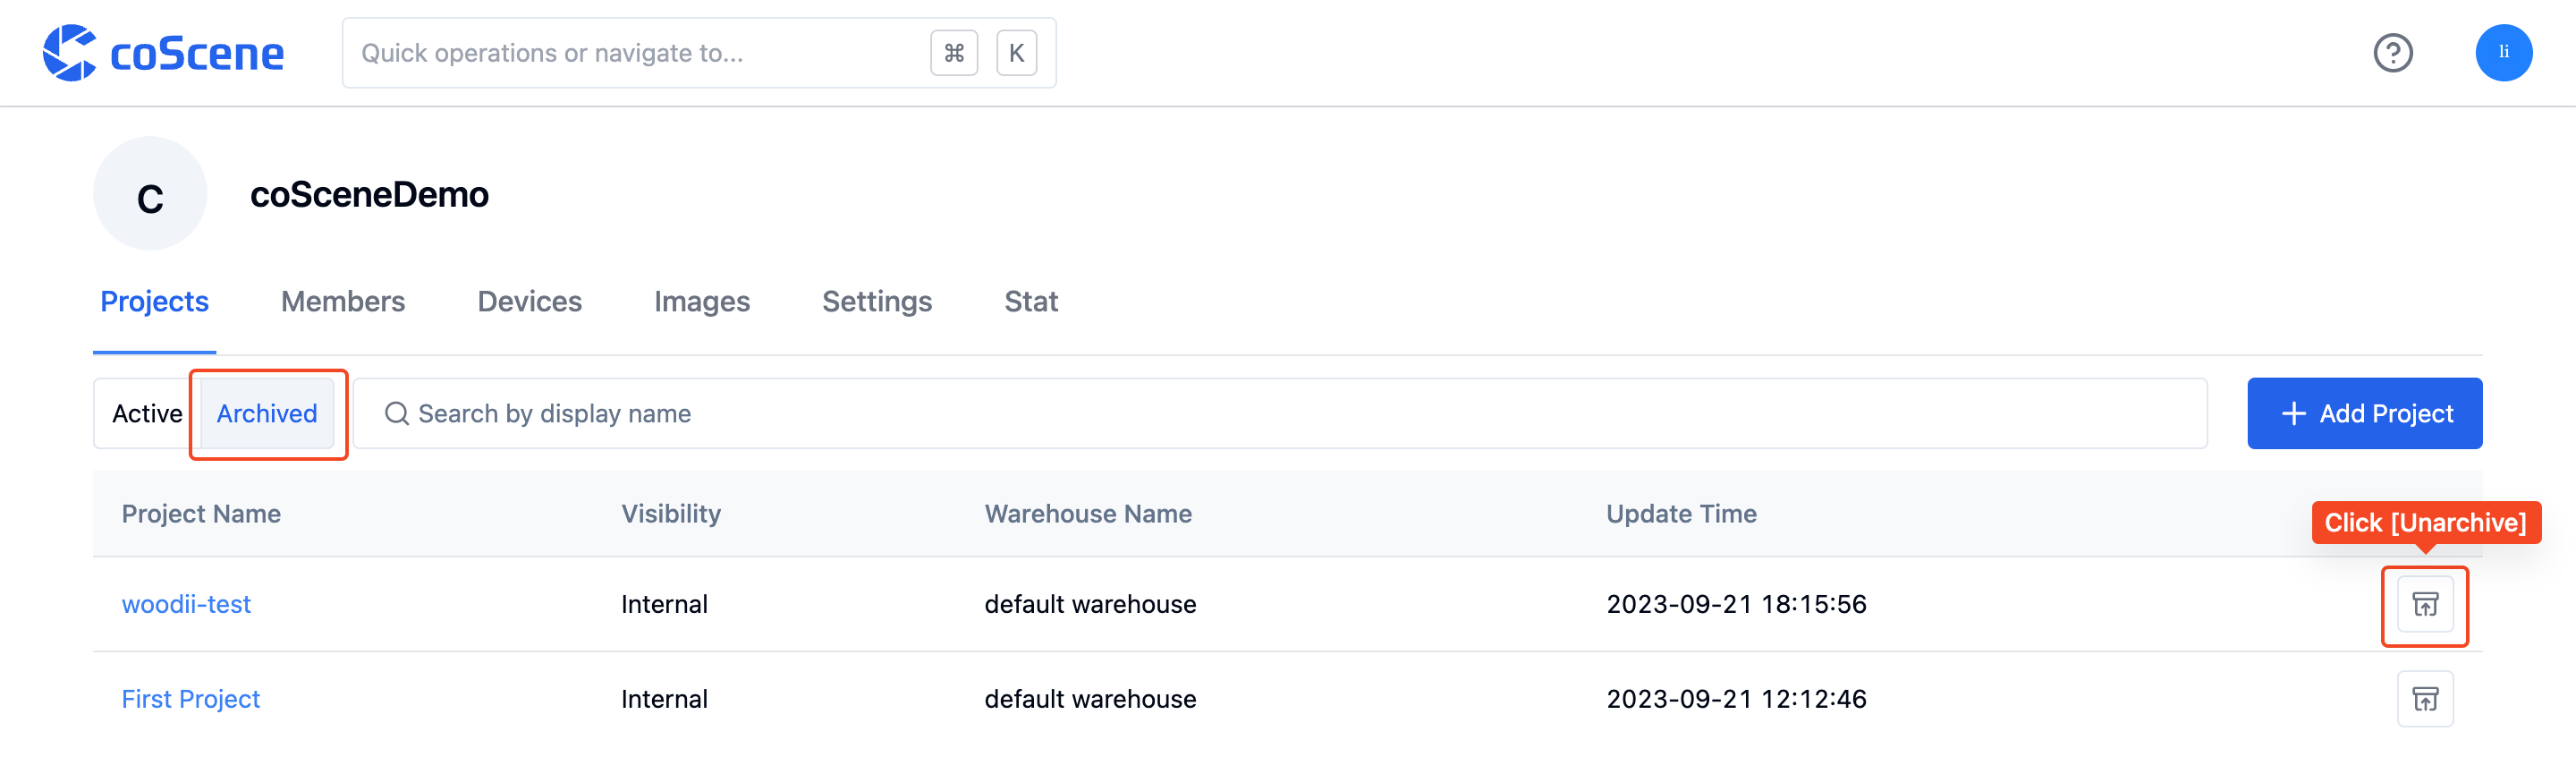 coScene Quick operations or navigate to... ⌘ K ? li
C coSceneDemo
Projects Members Devices Images Settings Stat
Active Archived Search by display name + Add Project
Project Name Visibility Warehouse Name Update Time
Click [Unarchive]
woodii-test Internal default warehouse 2023-09-21 18:15:56
First Project Internal default warehouse 2023-09-21 12:12:46